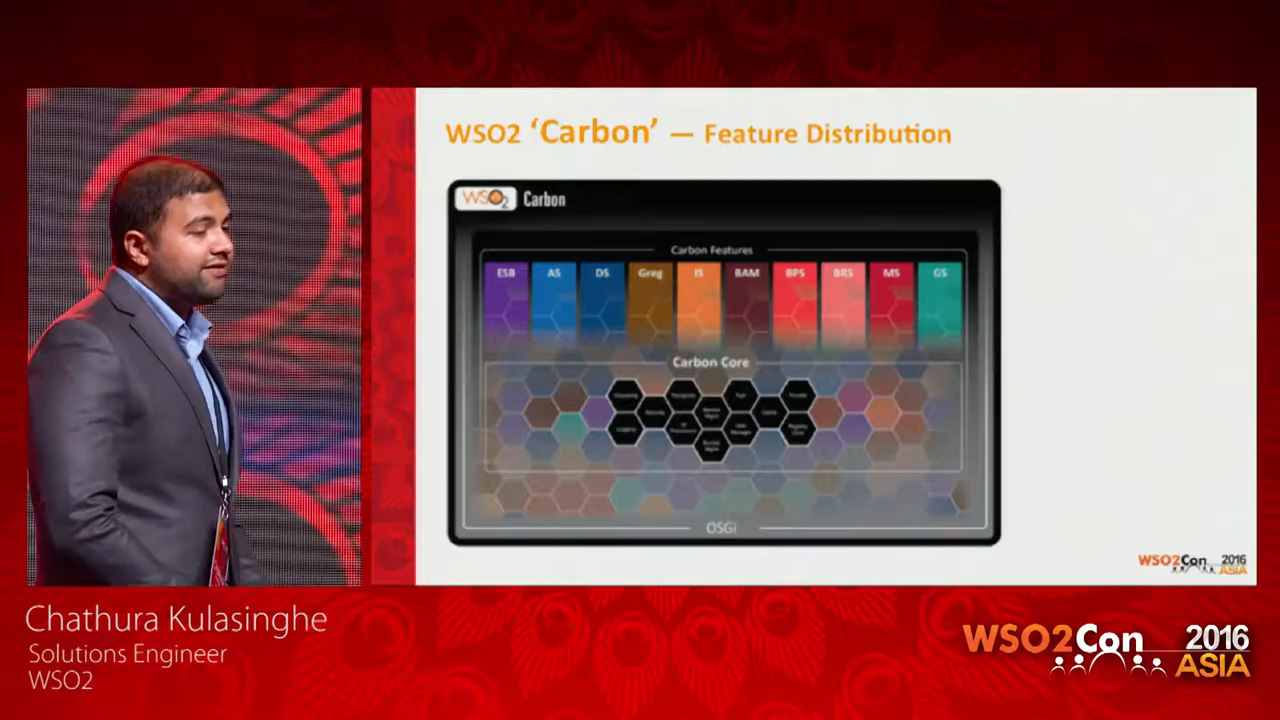 WSO2 ‘Carbon’ — Feature Distribution
WSO2 Carbon
Carbon Features
ESB AS DS Greg IS BAM BPS BRS MS GS
Carbon Core
OSGi
WSO2Con 2016
ASIA
Chathura Kulasinghe
Solutions Engineer
WSO2
WSO2Con 2016
ASIA